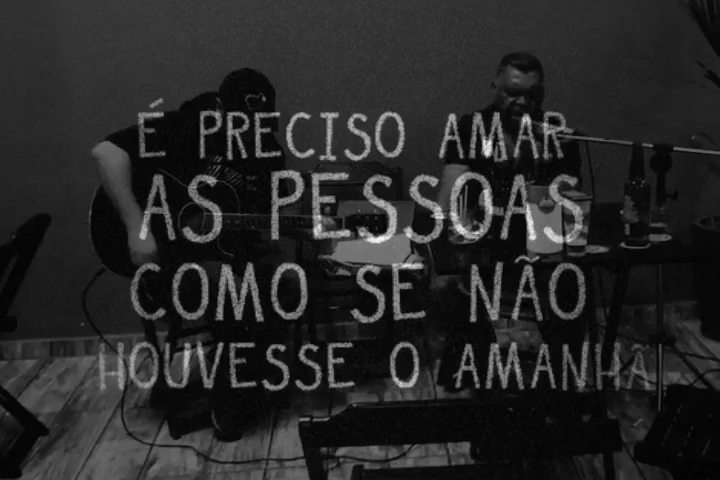 É PRECISO AMAR
AS PESSOAS
COMO SE NÃO
HOUVESSE O AMANHÃ